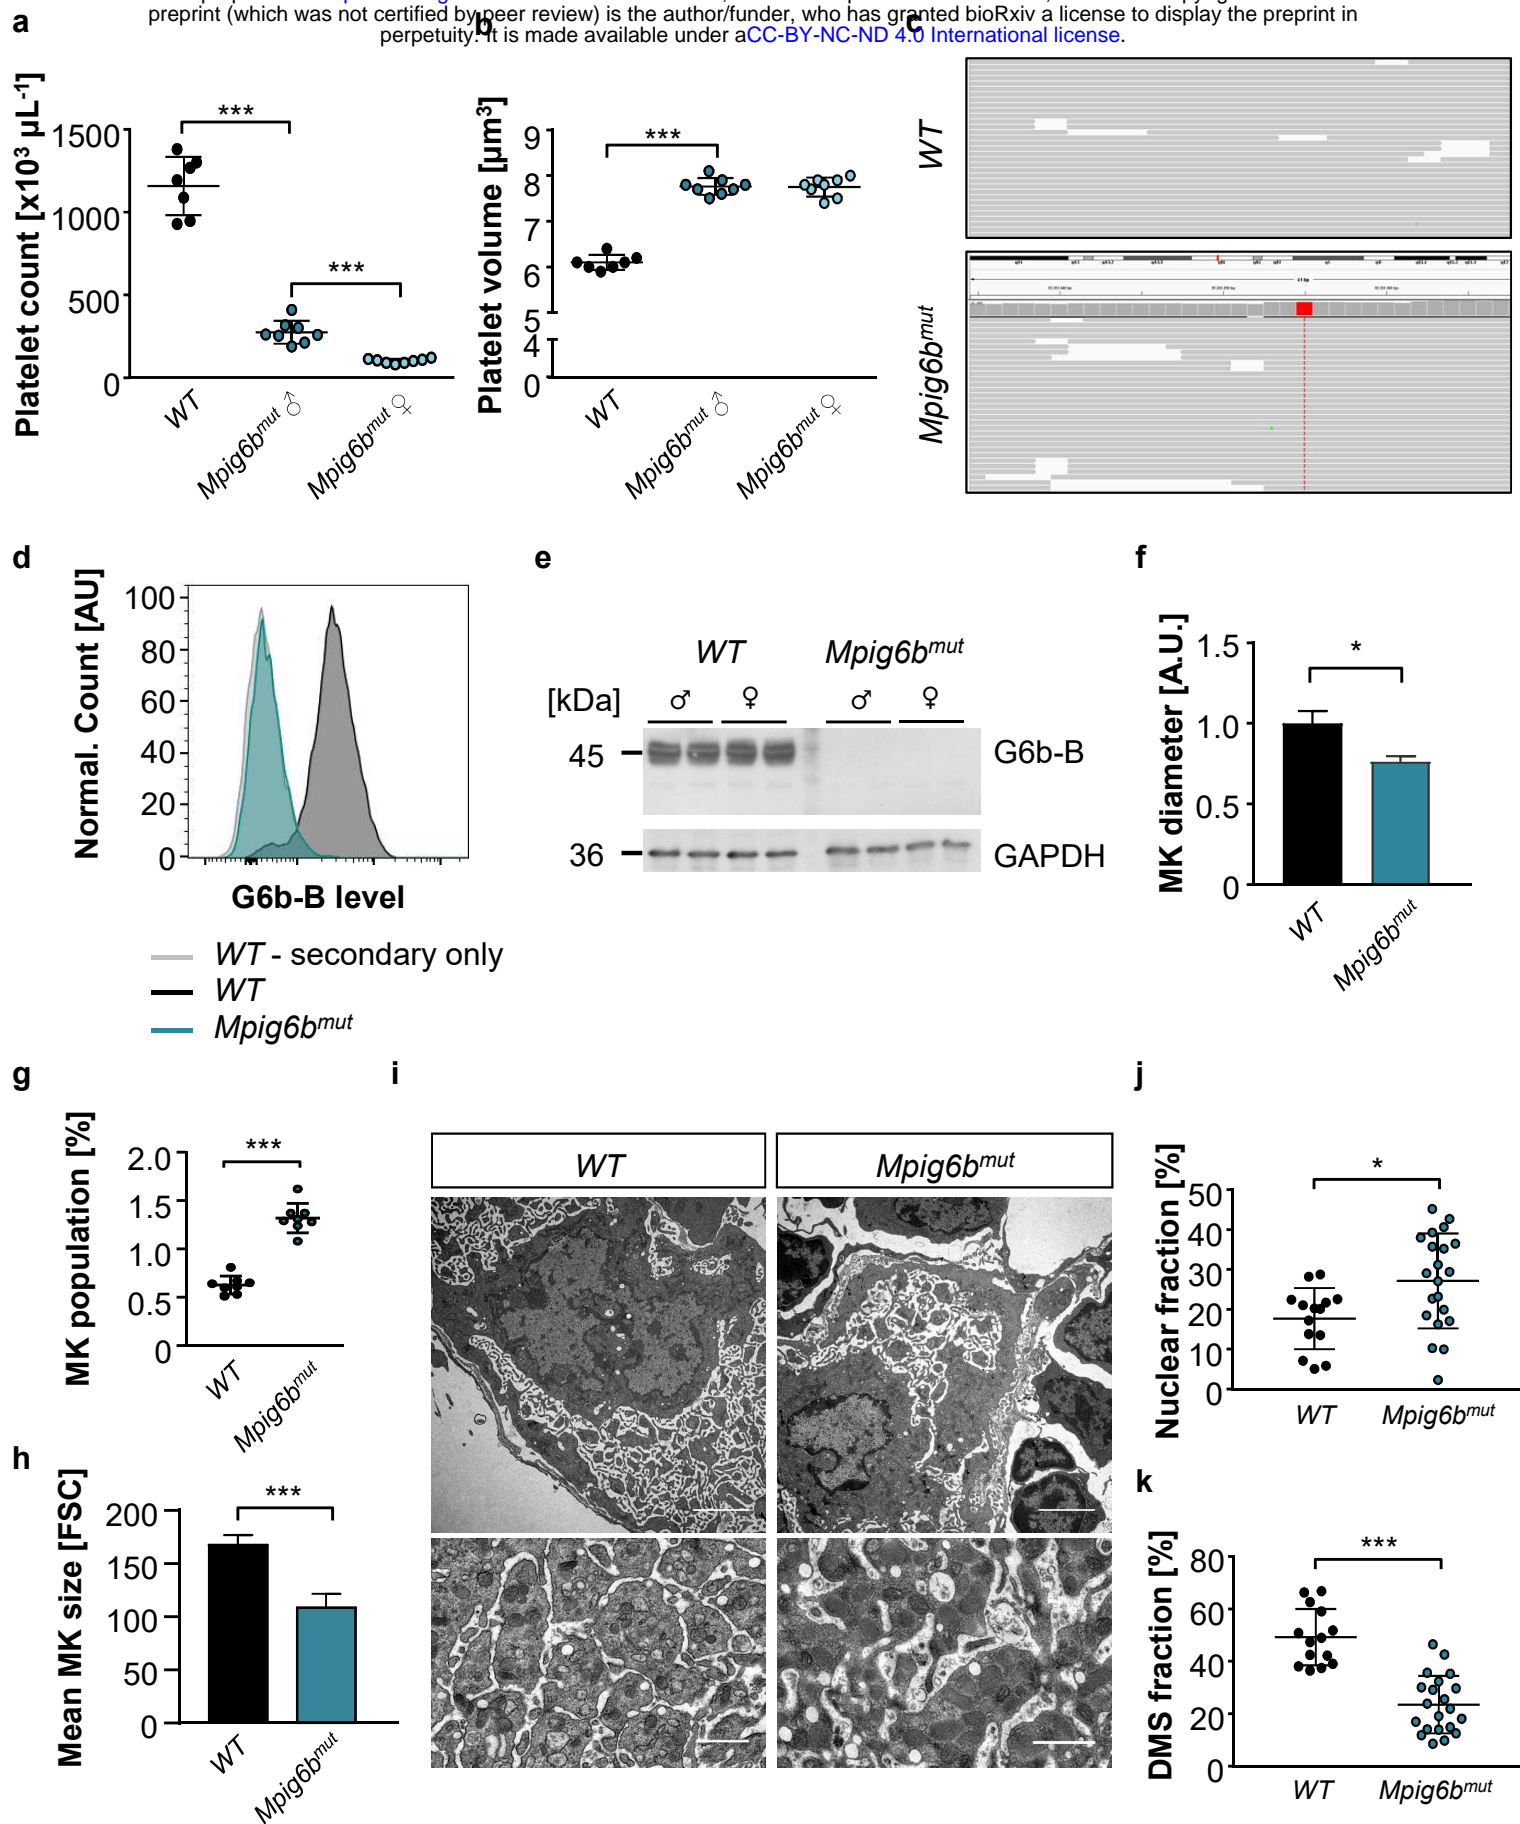 preprint (which was not certified by peer review) is the author/funder, who has granted bioRxiv a license to display the preprint in
perpetuity. It is made available under aCC-BY-NC-ND 4.0 International license.
a
b
c
Platelet count [x10³ µL⁻¹]
1500
1000
500
0
***
***
WT
Mpig6bmut ♂
Mpig6bmut ♀
Platelet volume [µm³]
9
8
7
6
5
4
0
***
WT
Mpig6bmut ♂
Mpig6bmut ♀
WT
Mpig6bmut
d
Normal. Count [AU]
100
80
60
40
20
0
G6b-B level
WT - secondary only
WT
Mpig6bmut
e
WT Mpig6bmut
[kDa] ♂ ♀ ♂ ♀
45 G6b-B
36 GAPDH
f
MK diameter [A.U.]
1.5
1.0
0.5
0
*
WT
Mpig6bmut
g
MK population [%]
2.0
1.5
1.0
0.5
0
***
WT
Mpig6bmut
h
Mean MK size [FSC]
200
150
100
50
0
***
WT
Mpig6bmut
i
WT
Mpig6bmut
j
Nuclear fraction [%]
50
40
30
20
10
0
*
WT
Mpig6bmut
k
DMS fraction [%]
80
60
40
20
0
***
WT
Mpig6bmut